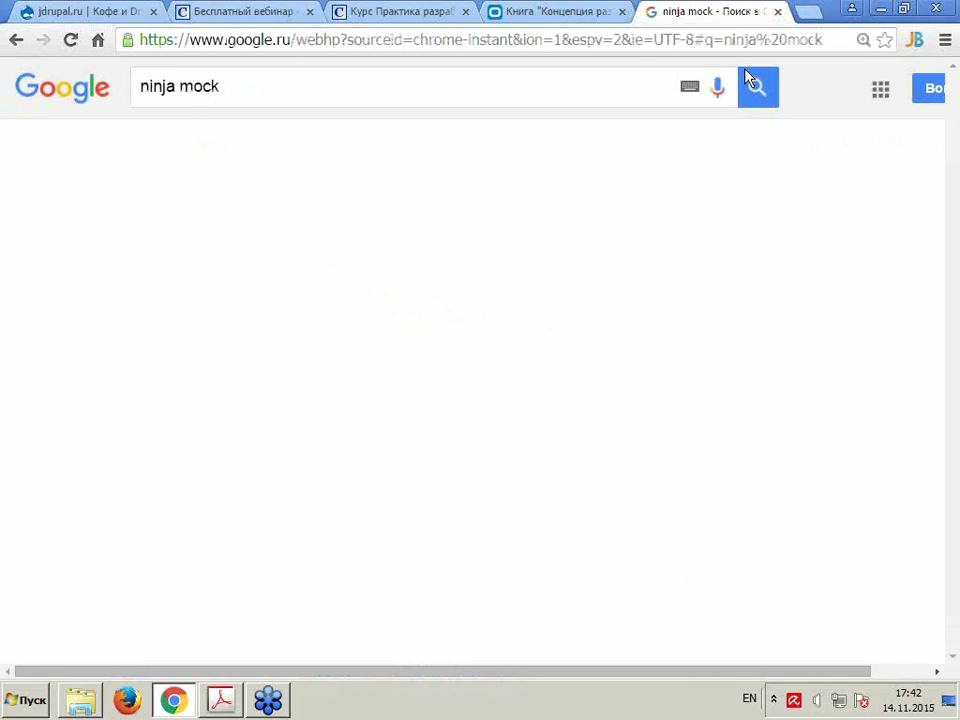 jdrupal.ru | Кофе и Dr
Бесплатный вебинар
Курс Практика разра
Книга "Концепция ра
ninja mock - Поиск в
https://www.google.ru/webhp?sourceid=chrome-instant&ion=1&espv=2&ie=UTF-8#q=ninja%20mock
JB
Google
ninja mock
Во
Пуск
EN
17:42
14.11.2015